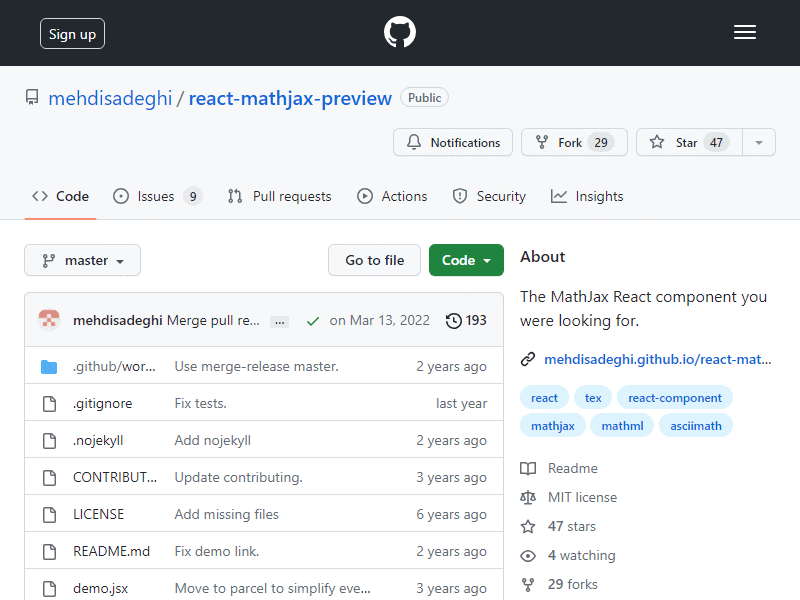 Sign up
mehdisadeghi / react-mathjax-preview Public
Notifications Fork 29 Star 47
Code Issues 9 Pull requests Actions Security Insights
master Go to file Code
mehdisadeghi Merge pull re... ... on Mar 13, 2022 193
.github/wor... Use merge-release master. 2 years ago
.gitignore Fix tests. last year
.nojekyll Add nojekyll 2 years ago
CONTRIBUT... Update contributing. 3 years ago
LICENSE Add missing files 6 years ago
README.md Fix demo link. 2 years ago
demo.jsx Move to parcel to simplify eve... 3 years ago
About
The MathJax React component you
were looking for.
mehdisadeghi.github.io/react-mat...
react tex react-component
mathjax mathml asciimath
Readme
MIT license
47 stars
4 watching
29 forks